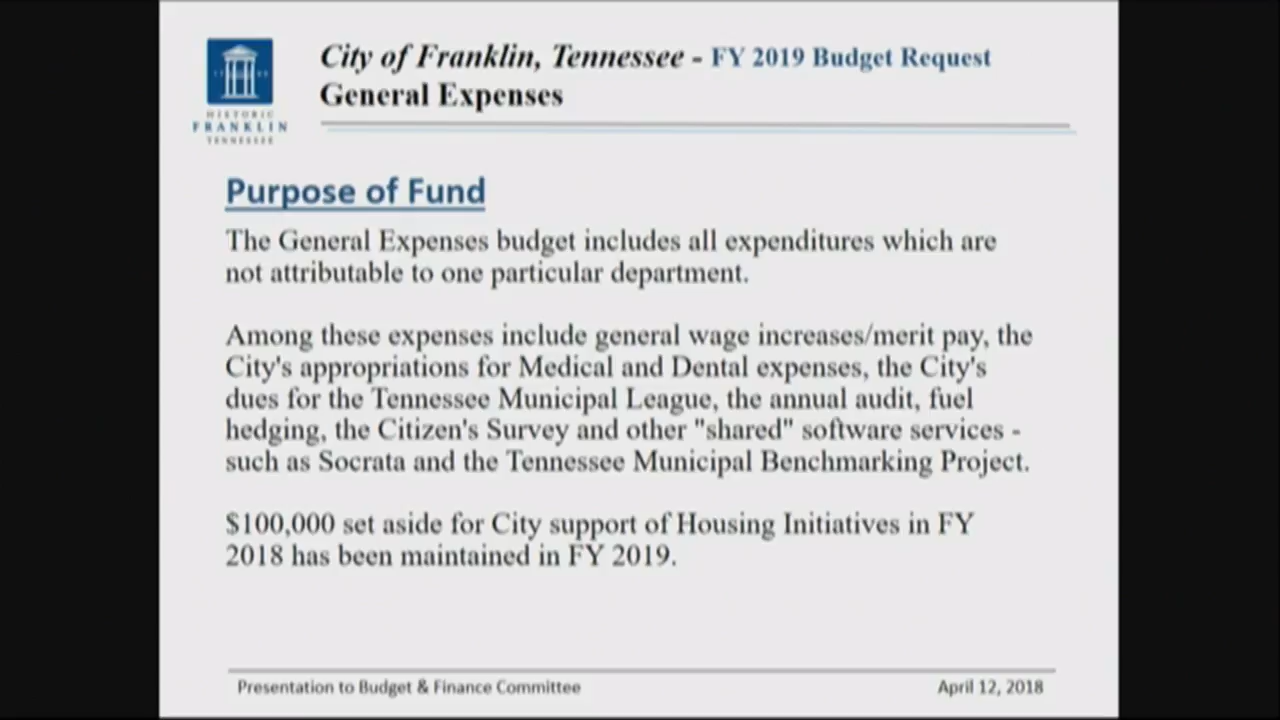 City of Franklin, Tennessee - FY 2019 Budget Request
General Expenses
HISTORIC
FRANKLIN
TENNESSEE
Purpose of Fund
The General Expenses budget includes all expenditures which are
not attributable to one particular department.
Among these expenses include general wage increases/merit pay, the
City's appropriations for Medical and Dental expenses, the City's
dues for the Tennessee Municipal League, the annual audit, fuel
hedging, the Citizen's Survey and other "shared" software services -
such as Socrata and the Tennessee Municipal Benchmarking Project.
$100,000 set aside for City support of Housing Initiatives in FY
2018 has been maintained in FY 2019.
Presentation to Budget & Finance Committee
April 12, 2018